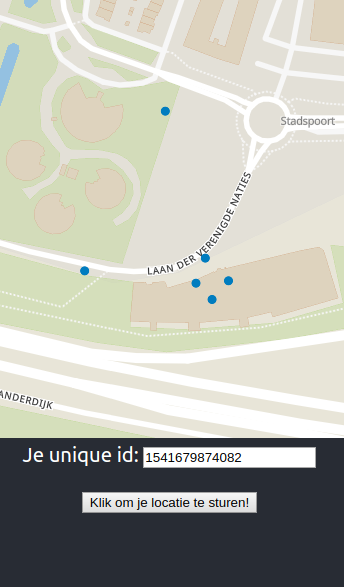 Stadspoort
LAAN DER VERENIGDE NATIES
ANDERDIJK
Je unique id: 1541679874082
Klik om je locatie te sturen!